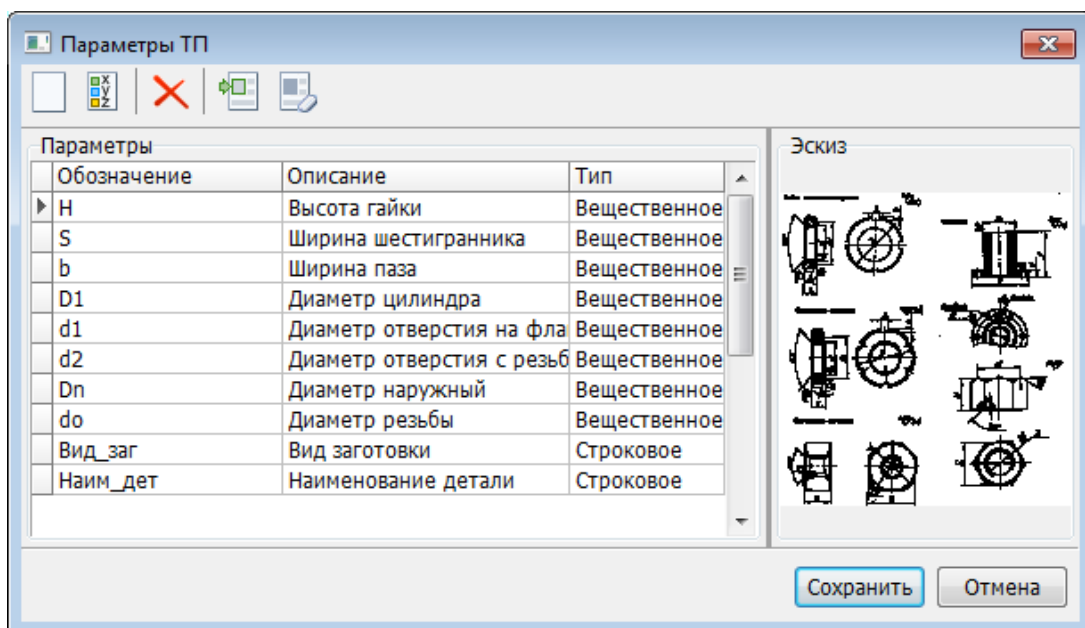 Параметры ТП
Параметры
Обозначение Описание Тип
H Высота гайки Вещественное
S Ширина шестигранника Вещественное
b Ширина паза Вещественное
D1 Диаметр цилиндра Вещественное
d1 Диаметр отверстия на фла Вещественное
d2 Диаметр отверстия с резьб Вещественное
Dn Диаметр наружный Вещественное
do Диаметр резьбы Вещественное
Вид_заг Вид заготовки Строковое
Наим_дет Наименование детали Строковое
Эскиз
Сохранить Отмена